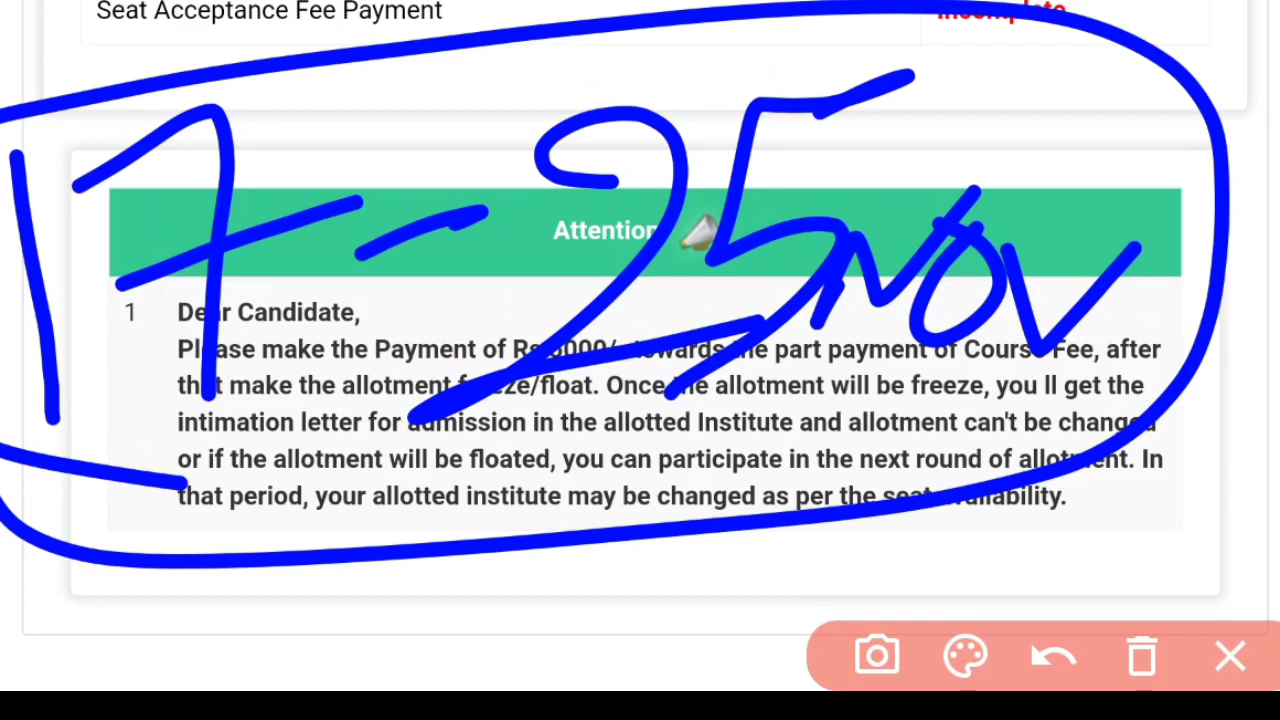 Seat Acceptance Fee Payment
Incomplete
17-25 NOV
Attention
1 Dear Candidate,
Please make the Payment of towards the part payment of Course Fee, after
that make the allotment freeze/float. Once the allotment will be freeze, you ll get the
intimation letter for admission in the allotted Institute and allotment can't be changed
or if the allotment will be floated, you can participate in the next round of allotment. In
that period, your allotted institute may be changed as per the seat availability.